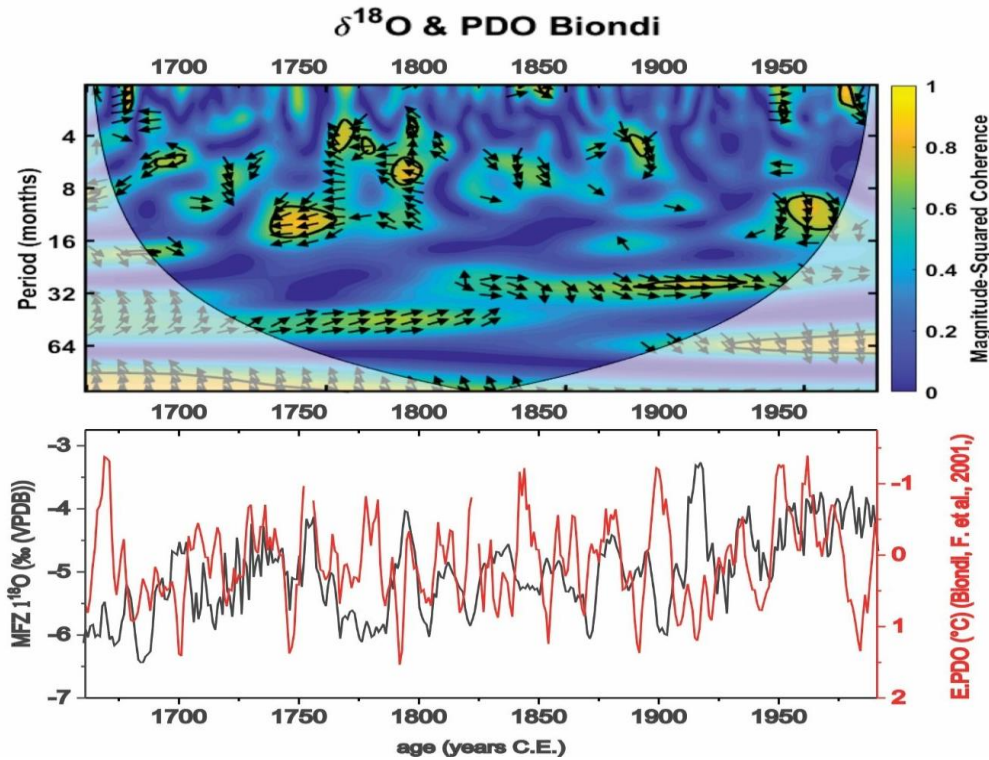 δ¹⁸O & PDO Biondi
1700 1750 1800 1850 1900 1950
4
8
16
32
64
Period (months)
1
0.8
0.6
0.4
0.2
0
Magnitude-Squared Coherence
1700 1750 1800 1850 1900 1950
−3
−4
−5
−6
−7
MFZ 1¹⁸O (‰ (VPDB))
−1
0
1
2
E.PDO (°C) (Biondi, F. et al., 2001,)
1700 1750 1800 1850 1900 1950
age (years C.E.)